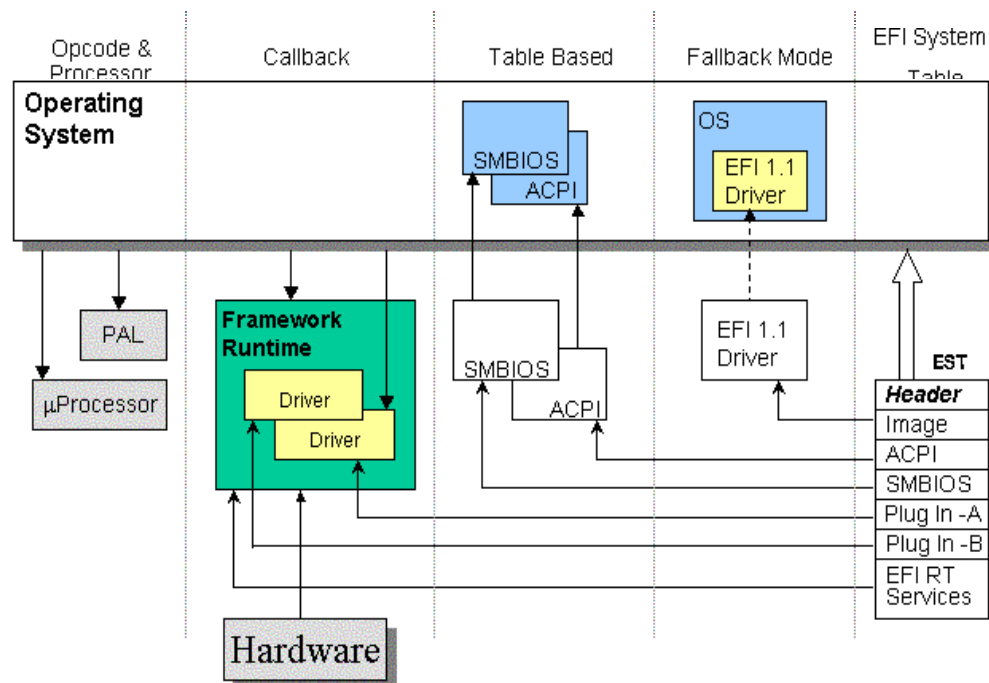 Opcode &
Processor
Callback
Table Based
Fallback Mode
EFI System
Table
Operating
System
SMBIOS
ACPI
OS
EFI 1.1
Driver
PAL
µProcessor
Framework
Runtime
Driver
Driver
SMBIOS
ACPI
EFI 1.1
Driver
EST
Header
Image
ACPI
SMBIOS
Plug In -A
Plug In -B
EFI RT
Services
Hardware